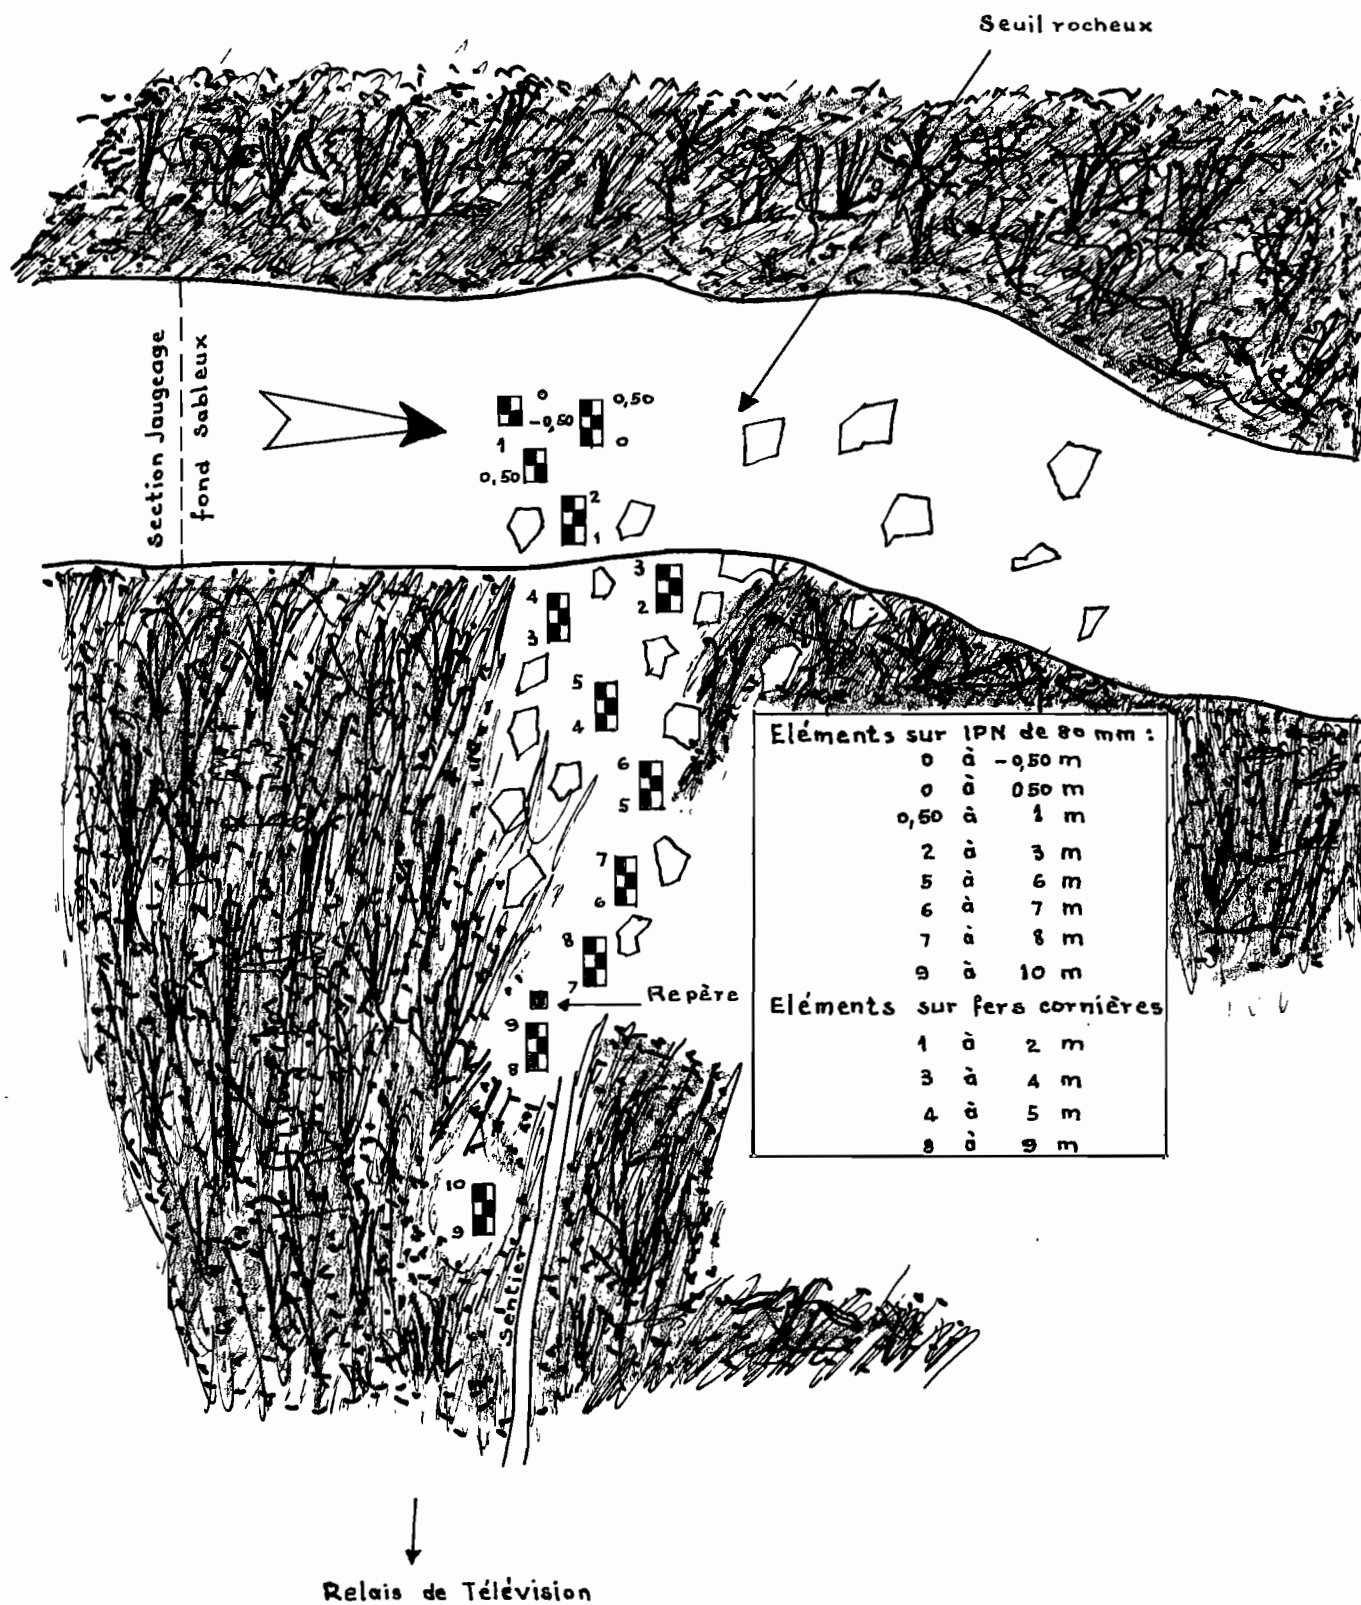 Seuil rocheux
Section Jaugeage
fond sableux
0
-0,50
0,50
0
1
0,50
2
1
3
2
4
3
5
4
6
5
7
6
8
7
Repère
9
8
10
9
Sentier
Eléments sur IPN de 80 mm :
0 à -0,50 m
0 à 050 m
0,50 à 1 m
2 à 3 m
5 à 6 m
6 à 7 m
7 à 8 m
9 à 10 m
Eléments sur fers cornières
1 à 2 m
3 à 4 m
4 à 5 m
8 à 9 m
Relais de Télévision